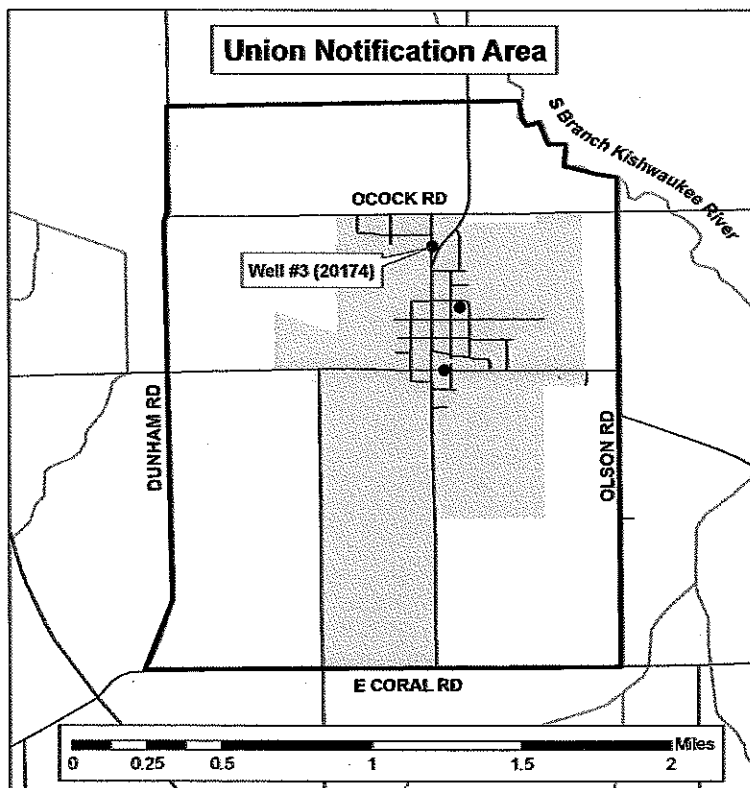 Union Notification Area
S Branch Kishwaukee River
OCOCK RD
Well #3 (20174)
DUNHAM RD
OLSON RD
E CORAL RD
Miles
0 0.25 0.5 1 1.5 2